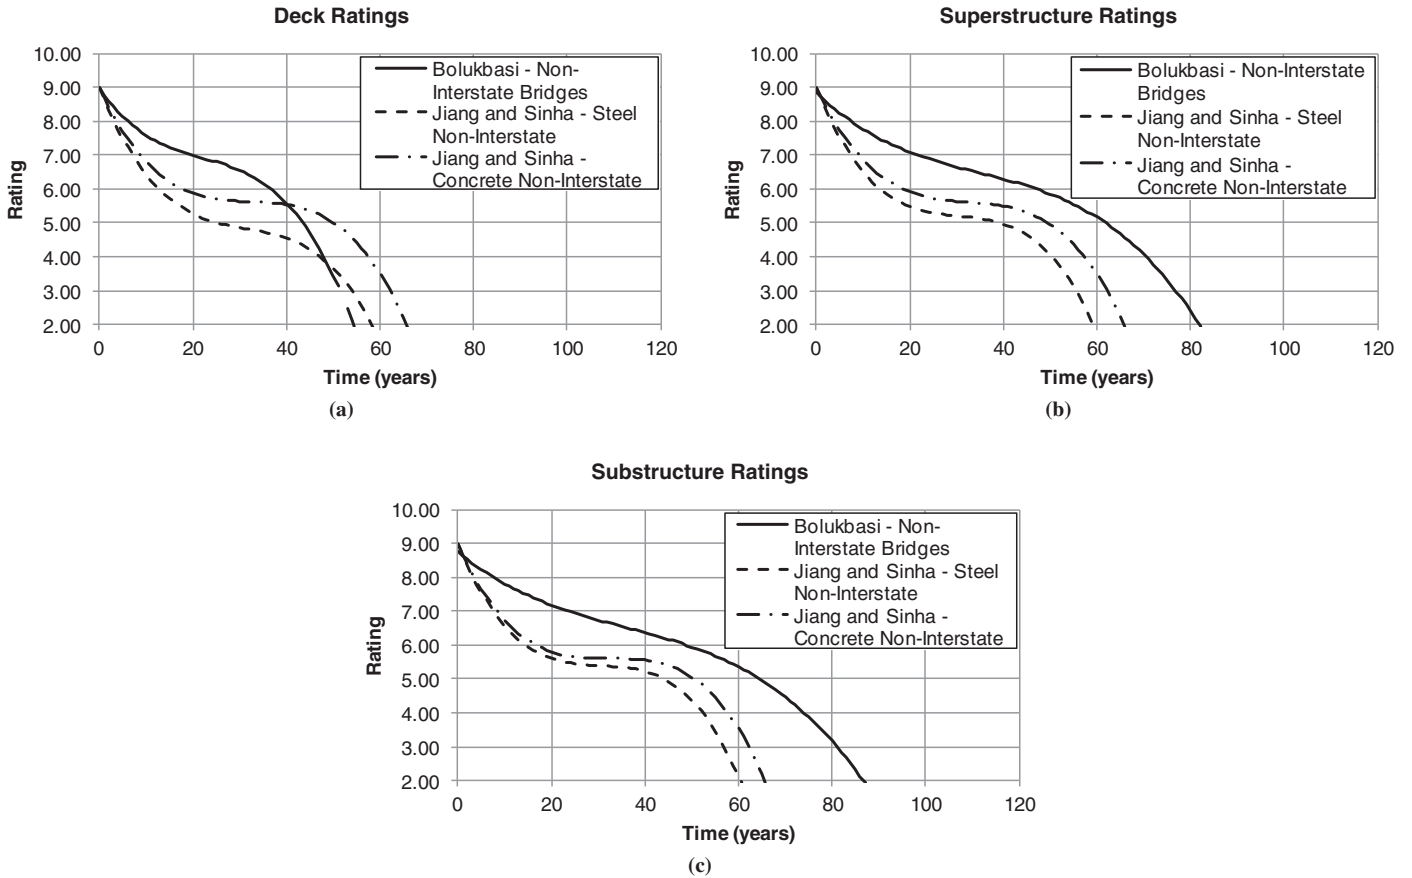 Deck Ratings
10.00
9.00
8.00
7.00
6.00
5.00
4.00
3.00
2.00
Rating
0 20 40 60 80 100 120
Time (years)
Bolukbasi - Non-
Interstate Bridges
Jiang and Sinha - Steel
Non-Interstate
Jiang and Sinha -
Concrete Non-Interstate
(a)
Superstructure Ratings
10.00
9.00
8.00
7.00
6.00
5.00
4.00
3.00
2.00
Rating
0 20 40 60 80 100 120
Time (years)
Bolukbasi - Non-Interstate
Bridges
Jiang and Sinha - Steel
Non-Interstate
Jiang and Sinha -
Concrete Non-Interstate
(b)
Substructure Ratings
10.00
9.00
8.00
7.00
6.00
5.00
4.00
3.00
2.00
Rating
0 20 40 60 80 100 120
Time (years)
Bolukbasi - Non-
Interstate Bridges
Jiang and Sinha - Steel
Non-Interstate
Jiang and Sinha -
Concrete Non-Interstate
(c)